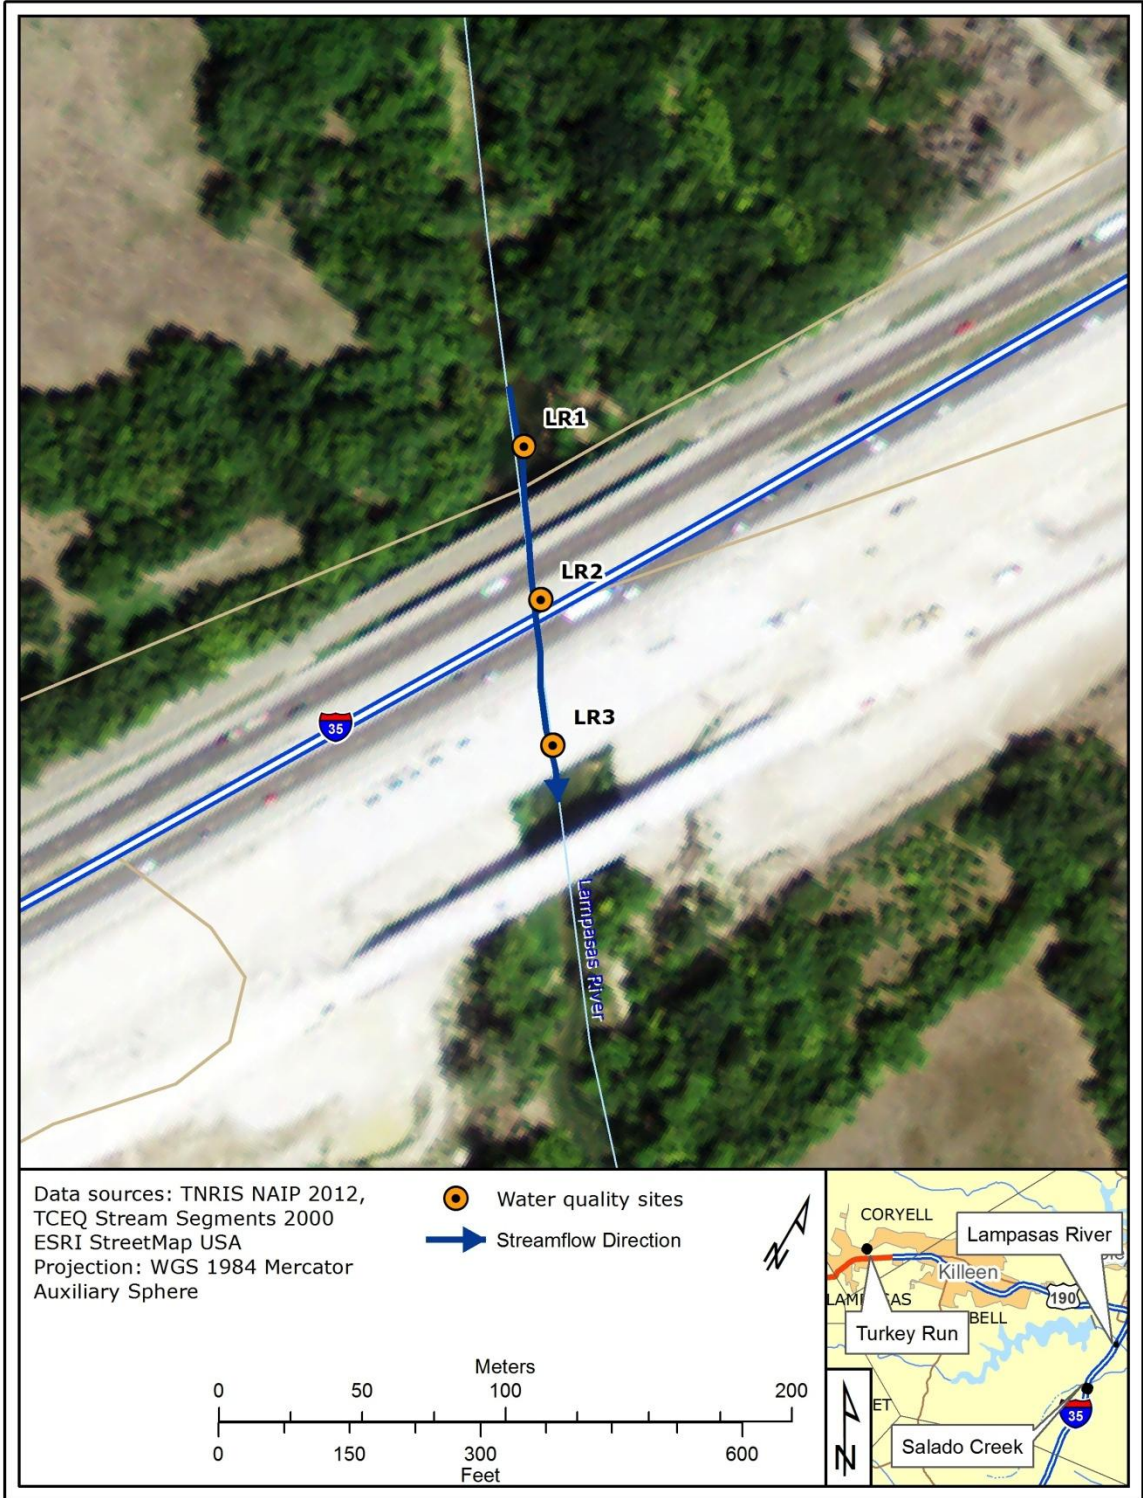 LR1
LR2
LR3
35
Lampasas River
Data sources: TNRIS NAIP 2012,
TCEQ Stream Segments 2000
ESRI StreetMap USA
Projection: WGS 1984 Mercator
Auxiliary Sphere
Water quality sites
Streamflow Direction
N
Meters
0 50 100 200
0 150 300 600
Feet
CORYELL
Lampasas River
Killeen
190
BELL
Turkey Run
35
Salado Creek
N